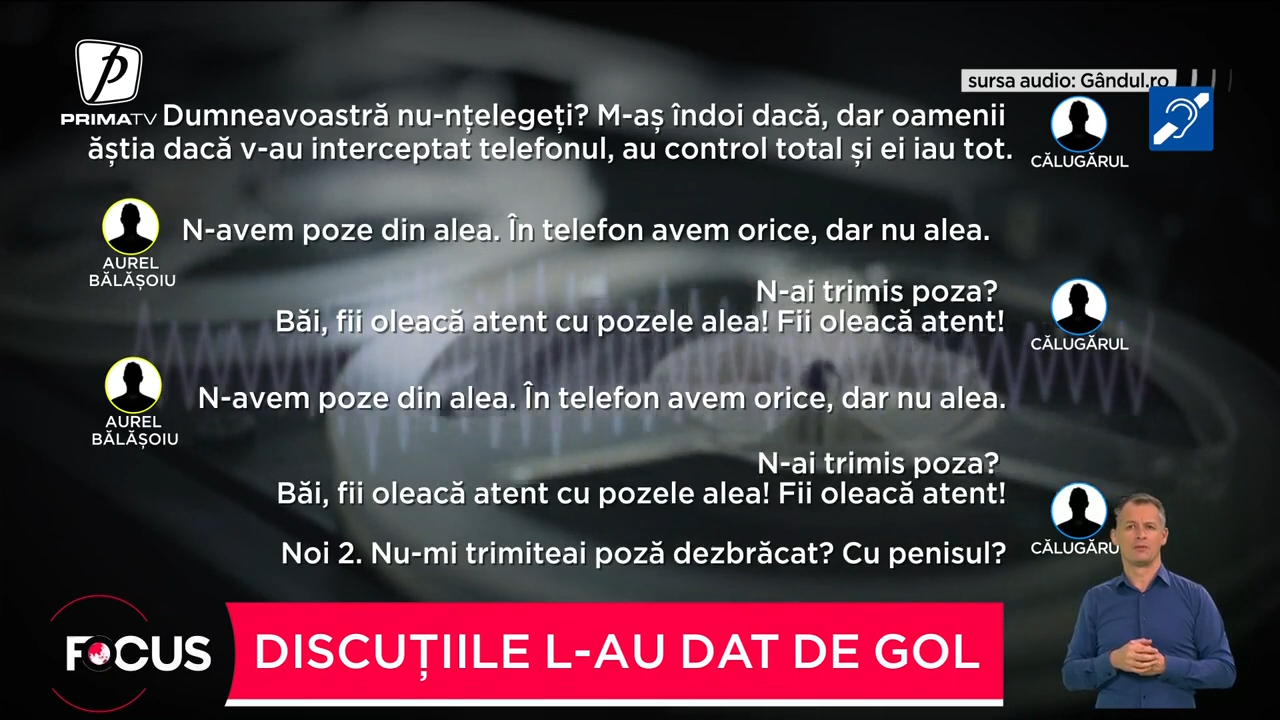 sursa audio: Gândul.ro
PRIMATV
Dumneavoastră nu-nțelegeți? M-aș îndoi dacă, dar oamenii
ăștia dacă v-au interceptat telefonul, au control total și ei iau tot.
CĂLUGĂRUL
N-avem poze din alea. În telefon avem orice, dar nu alea.
AUREL
BĂLĂȘOIU
N-ai trimis poza?
Băi, fii oleacă atent cu pozele alea! Fii oleacă atent!
CĂLUGĂRUL
N-avem poze din alea. În telefon avem orice, dar nu alea.
AUREL
BĂLĂȘOIU
N-ai trimis poza?
Băi, fii oleacă atent cu pozele alea! Fii oleacă atent!
Noi 2. Nu-mi trimiteai poză dezbrăcat? Cu penisul?
CĂLUGĂRU
FOCUS
DISCUȚIILE L-AU DAT DE GOL